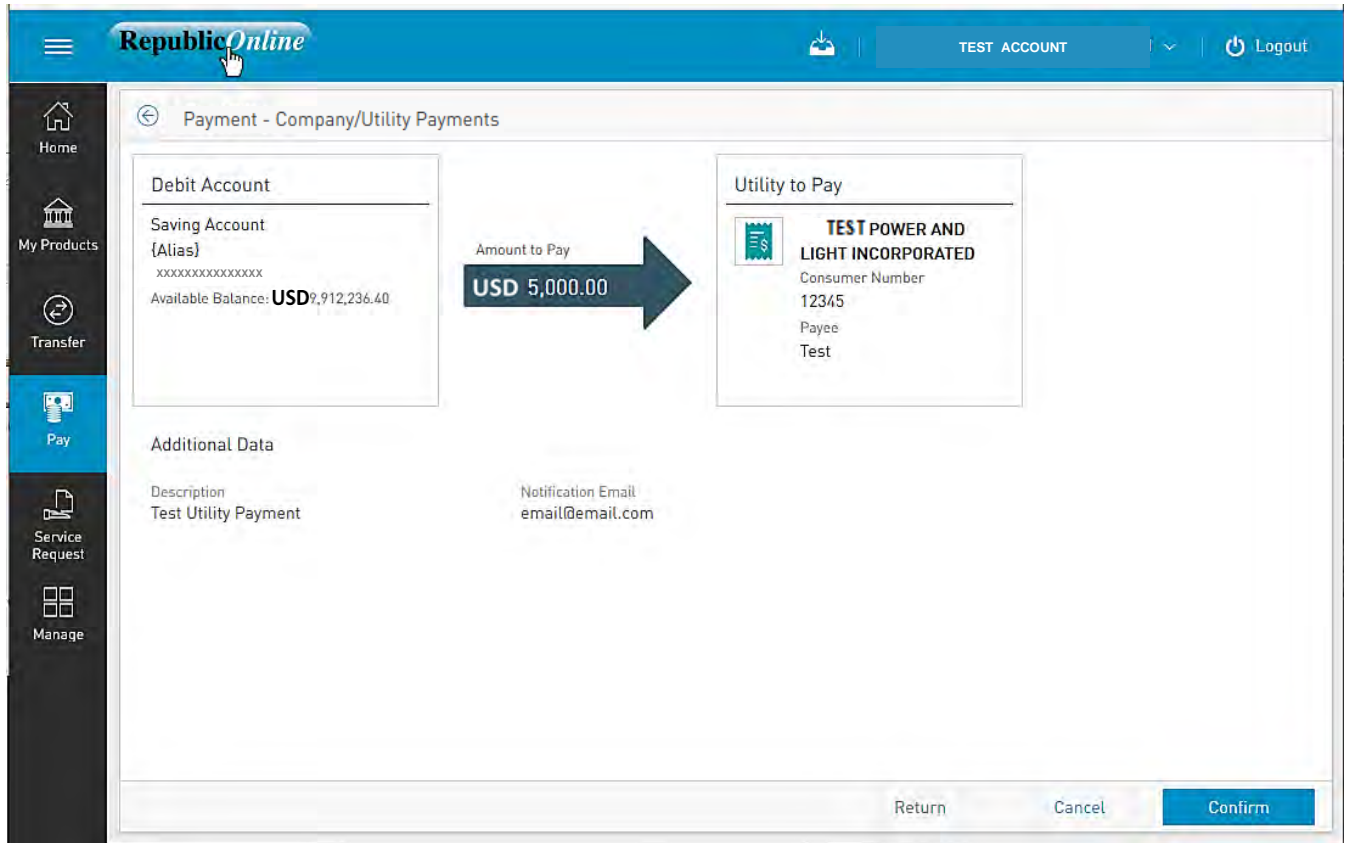 RepublicOnline
TEST ACCOUNT
Logout
Home
My Products
Transfer
Pay
Service
Request
Manage
Payment - Company/Utility Payments
Debit Account
Saving Account
{Alias}
xxxxxxxxxxxxxxx
Available Balance: USD9,912,236.40
Amount to Pay
USD 5,000.00
Utility to Pay
TEST POWER AND
LIGHT INCORPORATED
Consumer Number
12345
Payee
Test
Additional Data
Description
Test Utility Payment
Notification Email
email@email.com
Return
Cancel
Confirm